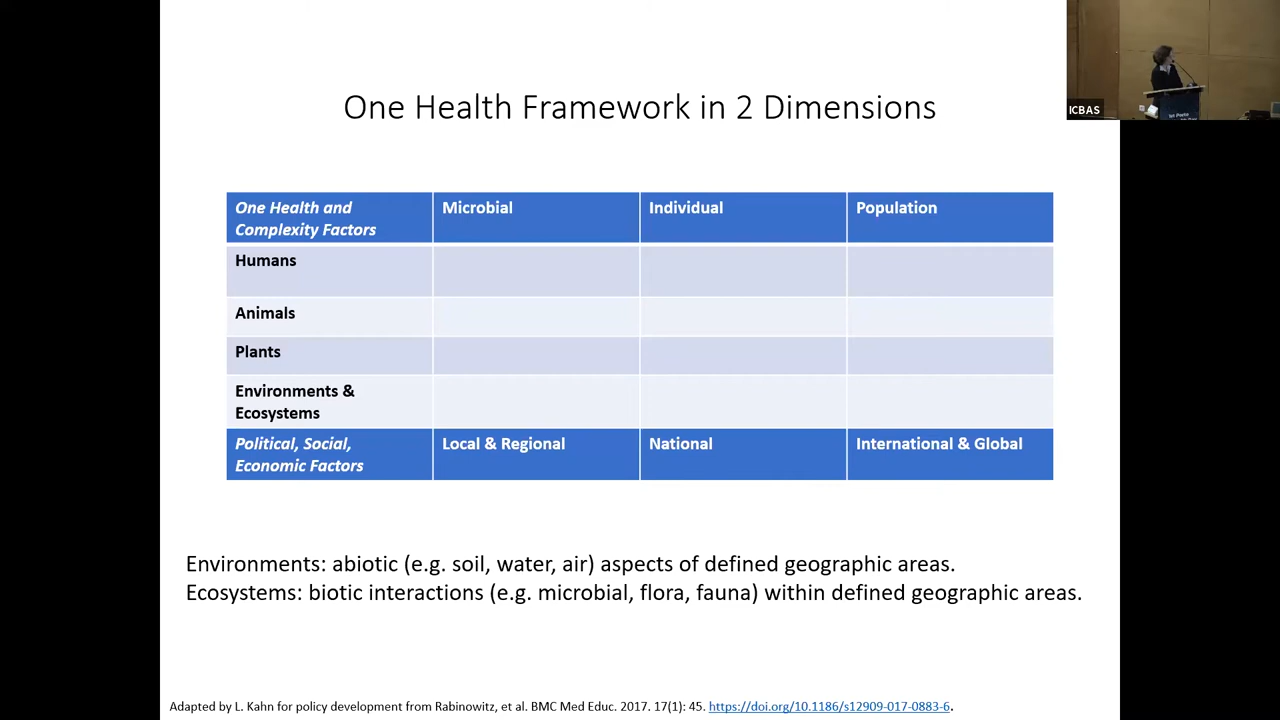 ICBAS
One Health Framework in 2 Dimensions
One Health and Microbial Individual Population
Complexity Factors
Humans
Animals
Plants
Environments &
Ecosystems
Political, Social, Local & Regional National International & Global
Economic Factors
Environments: abiotic (e.g. soil, water, air) aspects of defined geographic areas.
Ecosystems: biotic interactions (e.g. microbial, flora, fauna) within defined geographic areas.
Adapted by L. Kahn for policy development from Rabinowitz, et al. BMC Med Educ. 2017. 17(1): 45. https://doi.org/10.1186/s12909-017-0883-6.